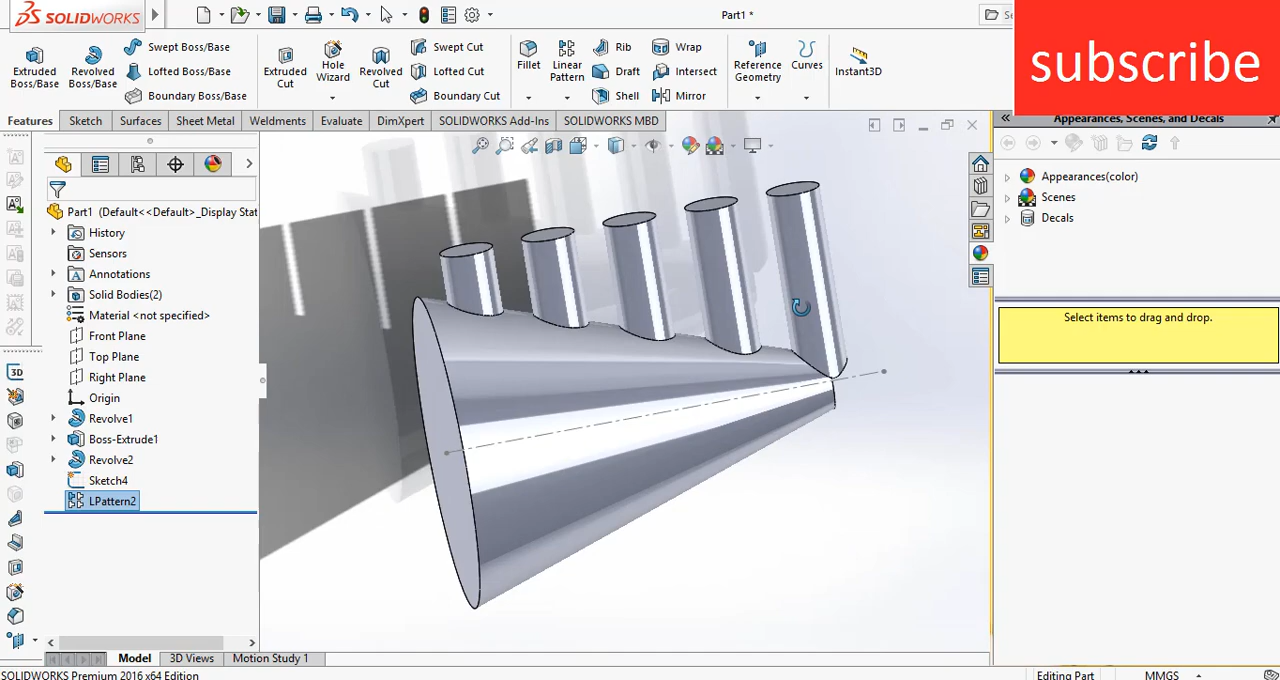 SOLIDWORKS
Part1 *
subscribe
Extruded Boss/Base
Revolved Boss/Base
Swept Boss/Base
Lofted Boss/Base
Boundary Boss/Base
Extruded Cut
Hole Wizard
Revolved Cut
Swept Cut
Lofted Cut
Boundary Cut
Fillet
Linear Pattern
Rib
Draft
Shell
Wrap
Intersect
Mirror
Reference Geometry
Curves
Instant3D
Features
Sketch
Surfaces
Sheet Metal
Weldments
Evaluate
DimXpert
SOLIDWORKS Add-Ins
SOLIDWORKS MBD
Appearances, Scenes, and Decals
Part1 (Default<<Default>_Display Stat
History
Sensors
Annotations
Solid Bodies(2)
Material <not specified>
Front Plane
Top Plane
Right Plane
Origin
Revolve1
Boss-Extrude1
Revolve2
Sketch4
LPattern2
Appearances(color)
Scenes
Decals
Select items to drag and drop.
3D
Model
3D Views
Motion Study 1
SOLIDWORKS Premium 2016 x64 Edition
Editing Part
MMGS